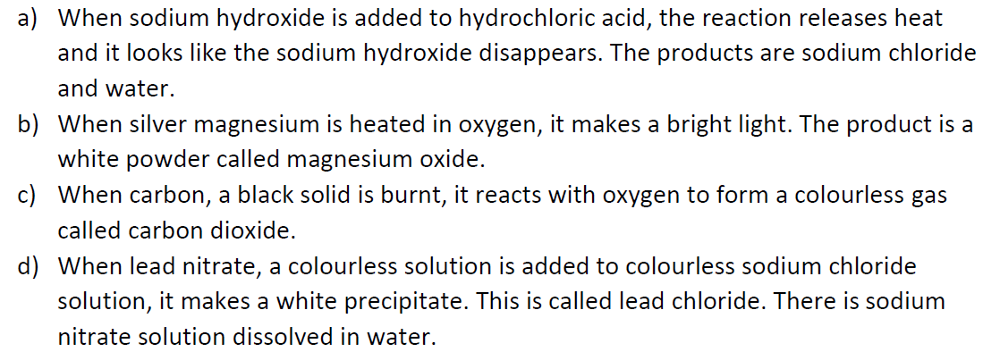 a) When sodium hydroxide is added to hydrochloric acid, the reaction releases heat
and it looks like the sodium hydroxide disappears. The products are sodium chloride
and water.
b) When silver magnesium is heated in oxygen, it makes a bright light. The product is a
white powder called magnesium oxide.
c) When carbon, a black solid is burnt, it reacts with oxygen to form a colourless gas
called carbon dioxide.
d) When lead nitrate, a colourless solution is added to colourless sodium chloride
solution, it makes a white precipitate. This is called lead chloride. There is sodium
nitrate solution dissolved in water.